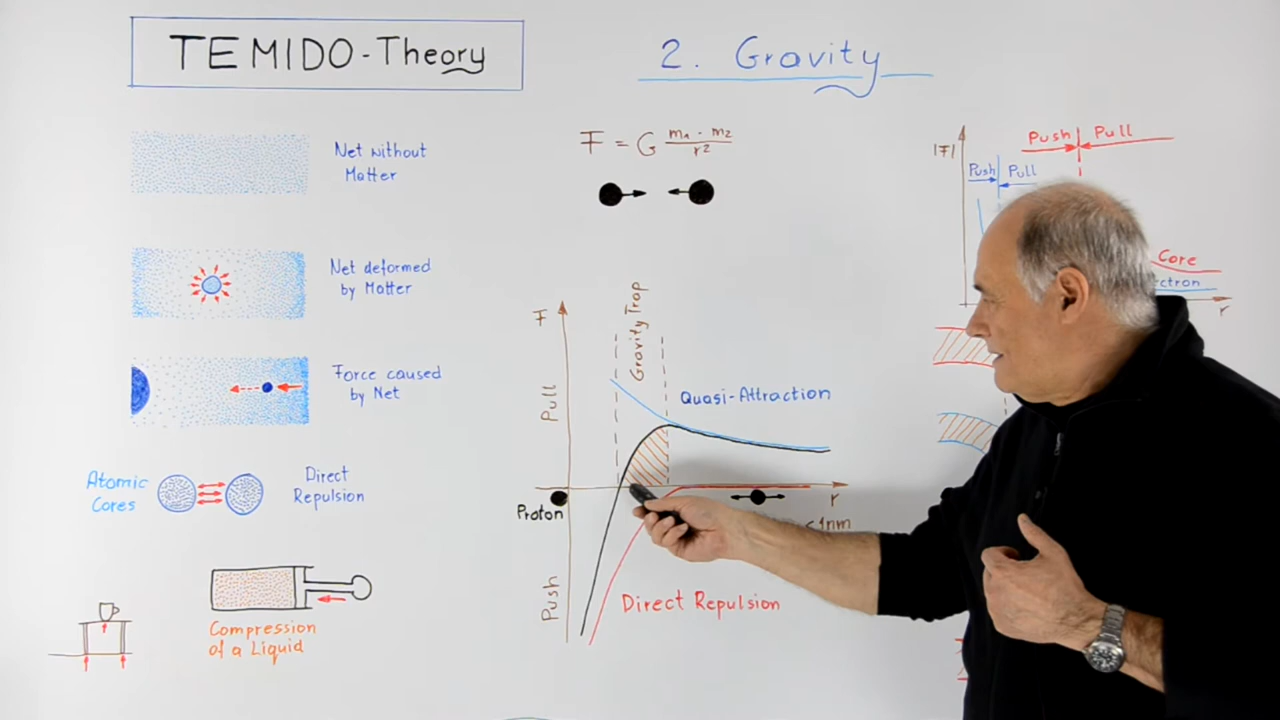 TEMIDO-Theory
2. Gravity
Net without
Matter
Net deformed
by Matter
Force caused
by Net
Atomic
Cores
Direct
Repulsion
Compression
of a Liquid
F = G m₁ · m₂ / r²
F
Pull
Push
Gravity Trap
Quasi-Attraction
Proton
r
<1nm
Direct Repulsion
|F|
Push
Pull
Push
Pull
Core
ectron
r